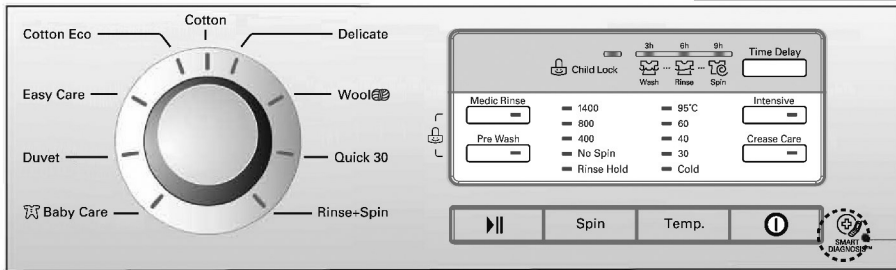 Cotton
Cotton Eco
Delicate
Easy Care
Wool
Duvet
Quick 30
Baby Care
Rinse+Spin
3h 6h 9h
Child Lock
Wash Rinse Spin
Time Delay
Medic Rinse
Pre Wash
1400
800
400
No Spin
Rinse Hold
95°C
60
40
30
Cold
Intensive
Crease Care
Spin
Temp.
SMART
DIAGNOSIS™